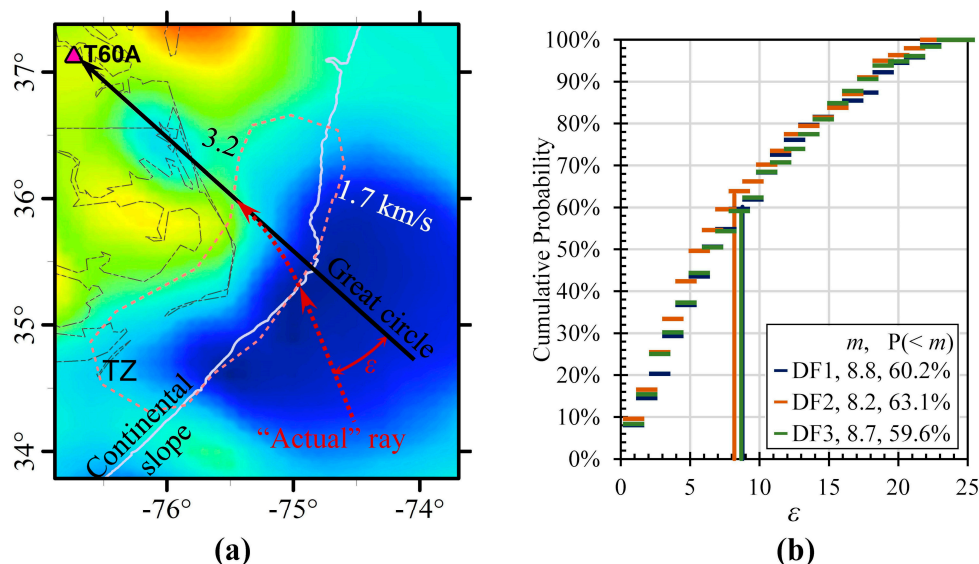 T60A
37°
36°
35°
34°
-76°
-75°
-74°
3.2
1.7 km/s
Great circle
ε
TZ
Continental
slope
“Actual” ray
(a)
Cumulative Probability
100%
90%
80%
70%
60%
50%
40%
30%
20%
10%
0%
0
5
10
15
20
25
ε
m, P(< m)
DF1, 8.8, 60.2%
DF2, 8.2, 63.1%
DF3, 8.7, 59.6%
(b)